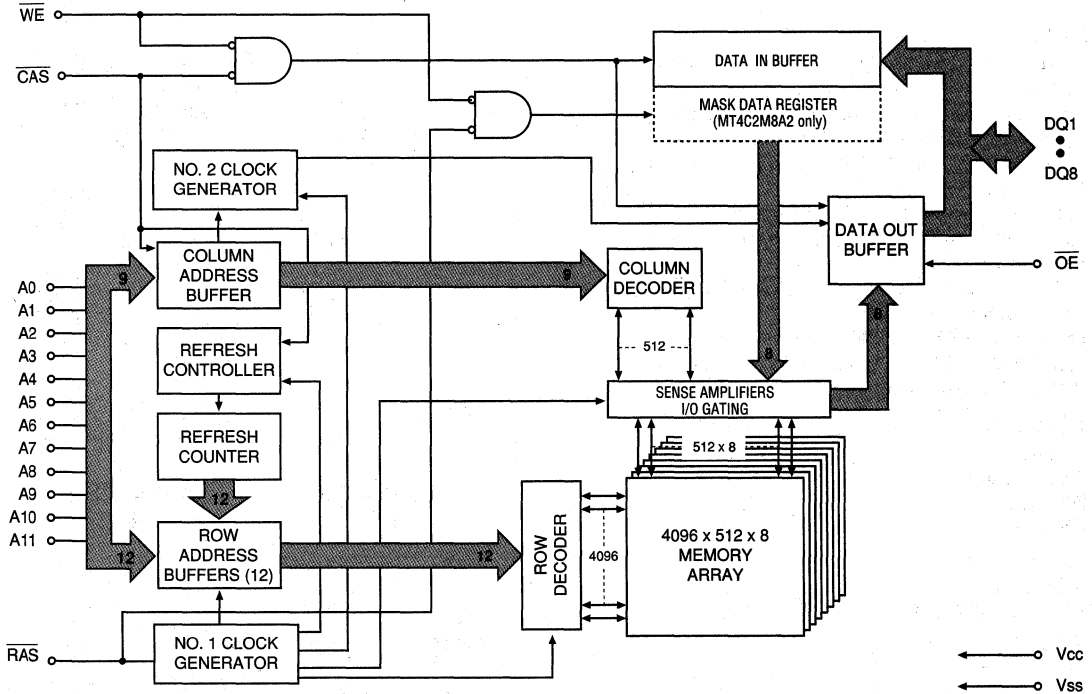 WE
CAS
DATA IN BUFFER
MASK DATA REGISTER
(MT4C2M8A2 only)
DQ1
DQ8
NO. 2 CLOCK
GENERATOR
DATA OUT
BUFFER
OE
COLUMN
ADDRESS
BUFFER
9
9
COLUMN
DECODER
A0
A1
A2
A3
A4
A5
A6
A7
A8
A9
A10
A11
REFRESH
CONTROLLER
512
8
8
SENSE AMPLIFIERS
I/O GATING
REFRESH
COUNTER
512 x 8
12
ROW
ADDRESS
BUFFERS (12)
12
12
ROW
DECODER
4096
4096 x 512 x 8
MEMORY
ARRAY
RAS
NO. 1 CLOCK
GENERATOR
Vcc
Vss